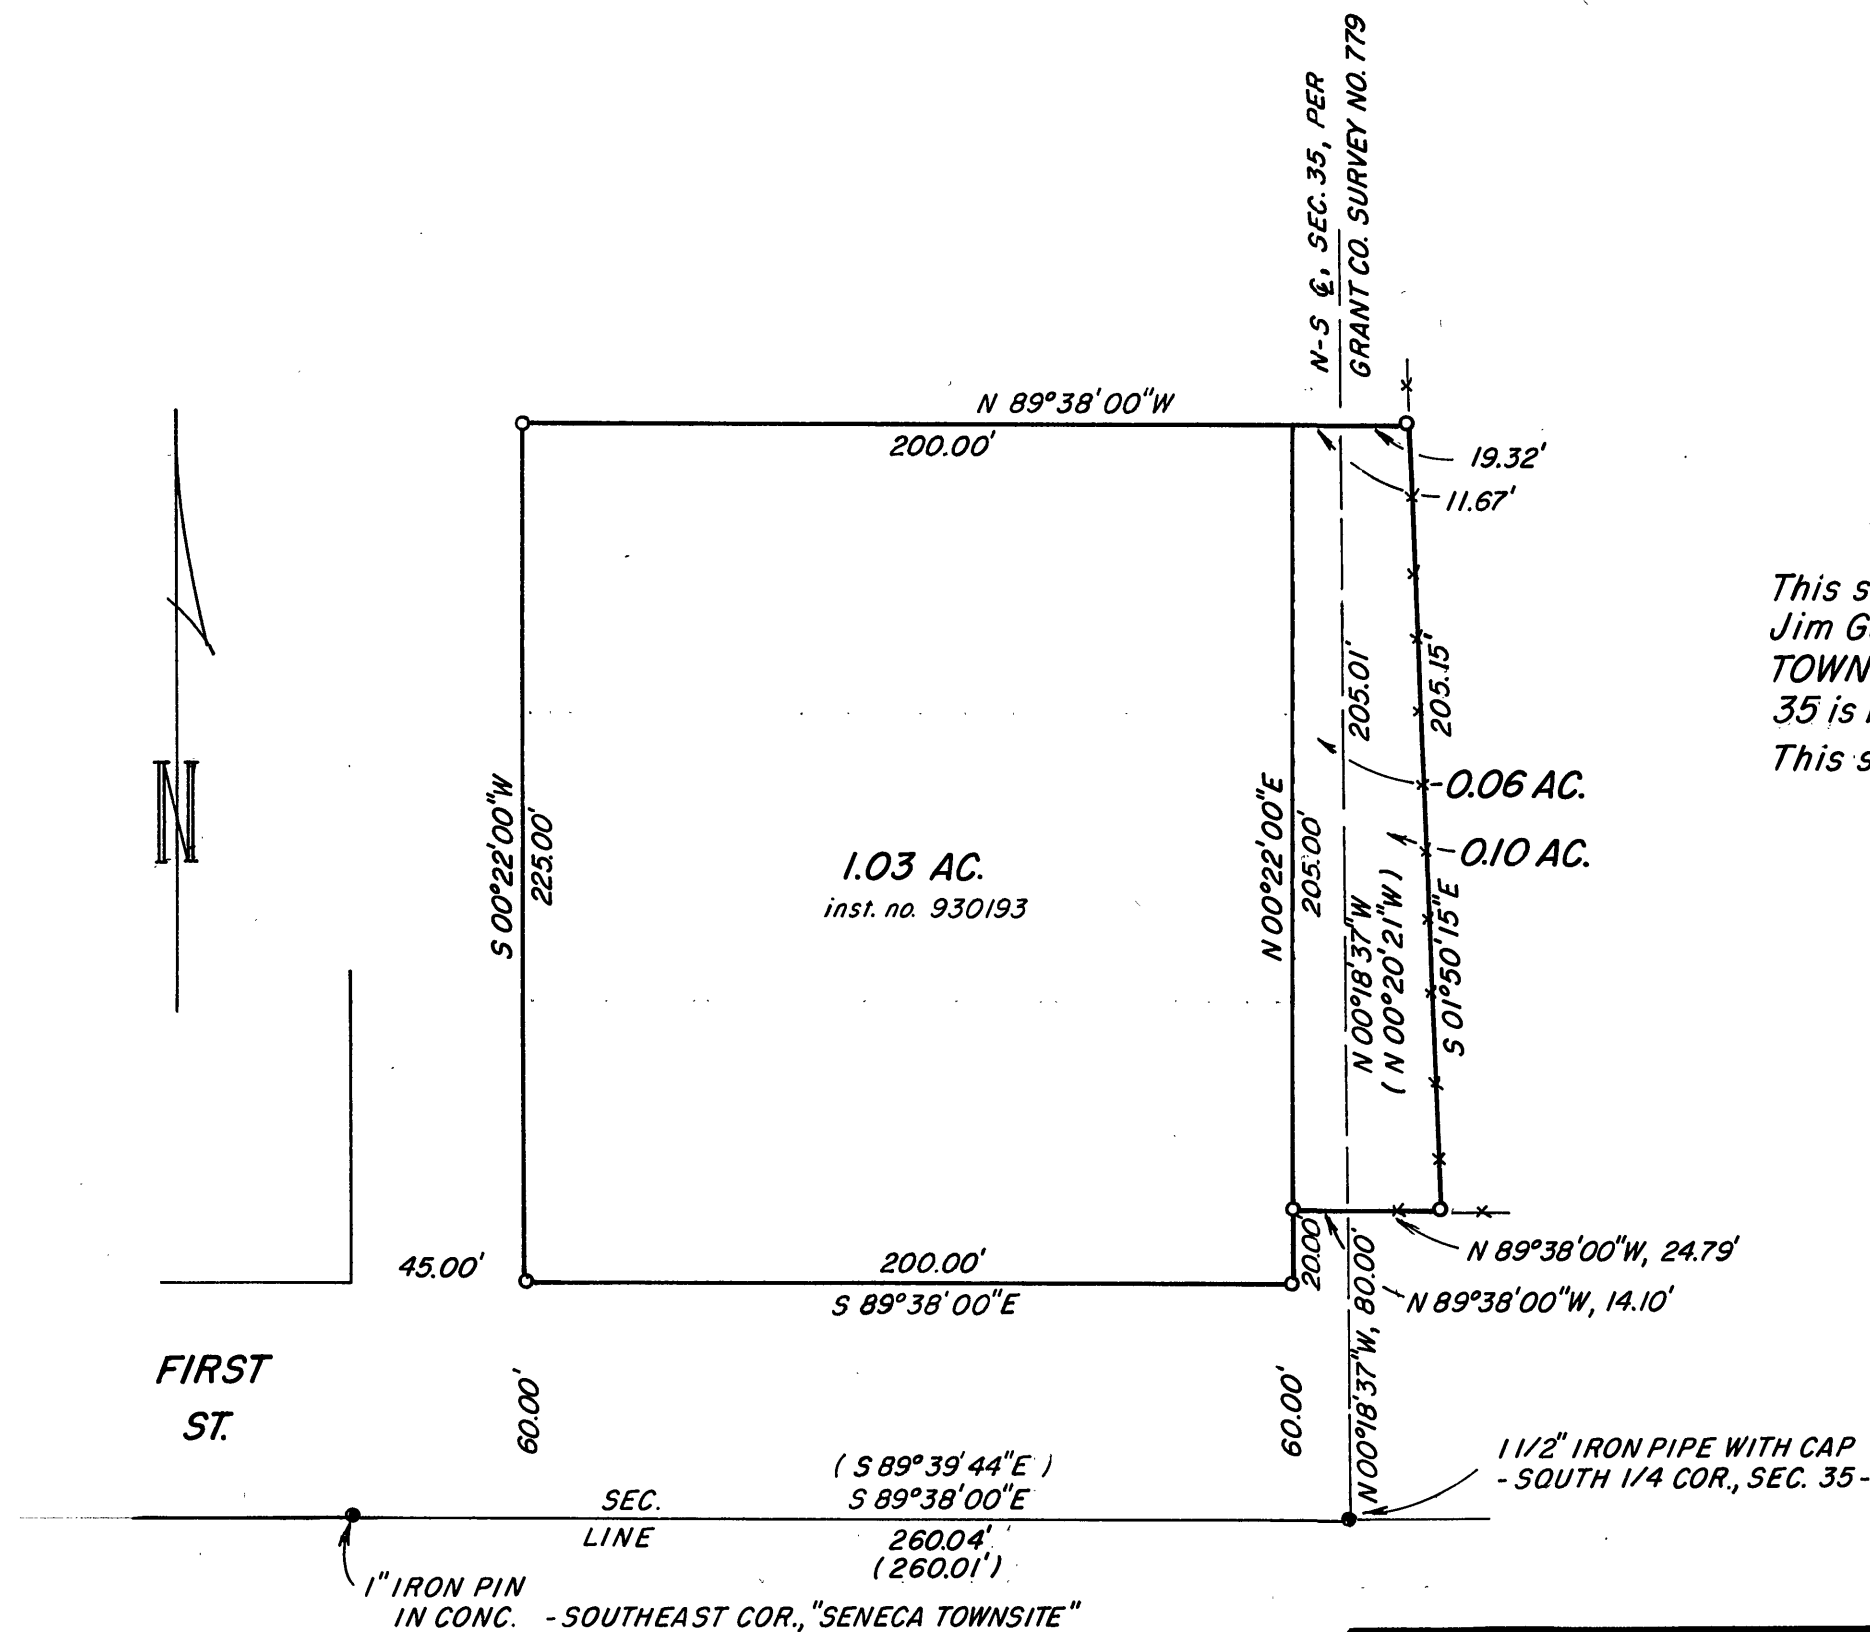 N-S ℄, SEC. 35, PER
GRANT CO. SURVEY NO. 779
N 89°38'00"W
200.00'
19.32'
11.67'
This s
Jim G
TOWN
35 is
This s
205.01'
205.15'
S 00°22'00"W
225.00'
N 00°22'00"E
205.00'
0.06 AC.
0.10 AC.
1.03 AC.
inst. no. 930193
N 00°18'37"W
(N 00°20'21"W)
S 01°50'15"E
N
45.00'
200.00'
S 89°38'00"E
20.00'
N 89°38'00"W, 24.79'
N 89°38'00"W, 14.10'
N 00°18'37"W, 80.00'
FIRST
ST.
60.00'
60.00'
1 1/2" IRON PIPE WITH CAP
- SOUTH 1/4 COR., SEC. 35 -
(S 89°39'44"E)
SEC.
S 89°38'00"E
LINE
260.04'
(260.01')
1" IRON PIN
IN CONC. - SOUTHEAST COR., "SENECA TOWNSITE"